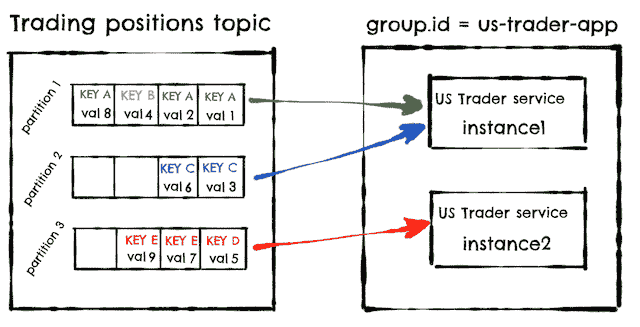 Trading positions topic
group.id = us-trader-app
partition 1
KEY A KEY B KEY A KEY A
val 8 val 4 val 2 val 1
partition 2
KEY C KEY C
val 6 val 3
partition 3
KEY E KEY E KEY D
val 9 val 7 val 5
US Trader service
instance1
US Trader service
instance2